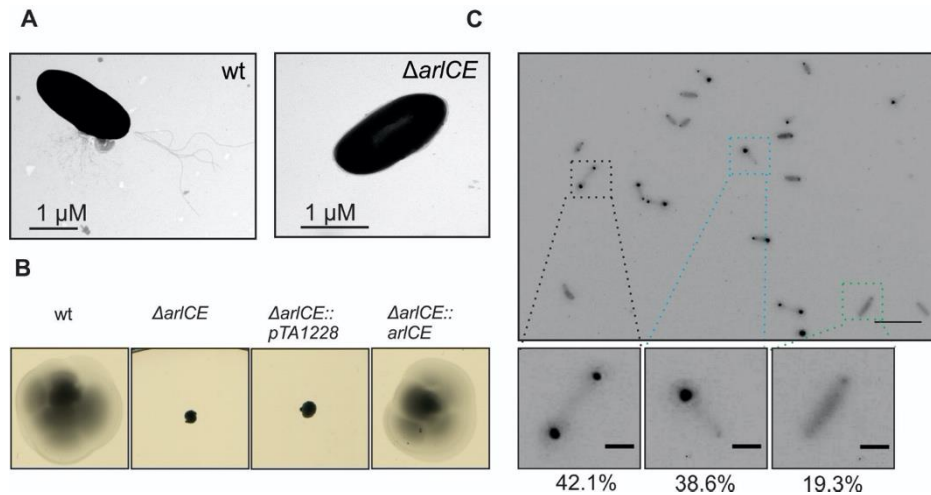 C
A
wt
ΔarlCE
1 µM
1 µM
B
wt
ΔarlCE
ΔarlCE::
pTA1228
ΔarlCE::
arlCE
42.1%
38.6%
19.3%